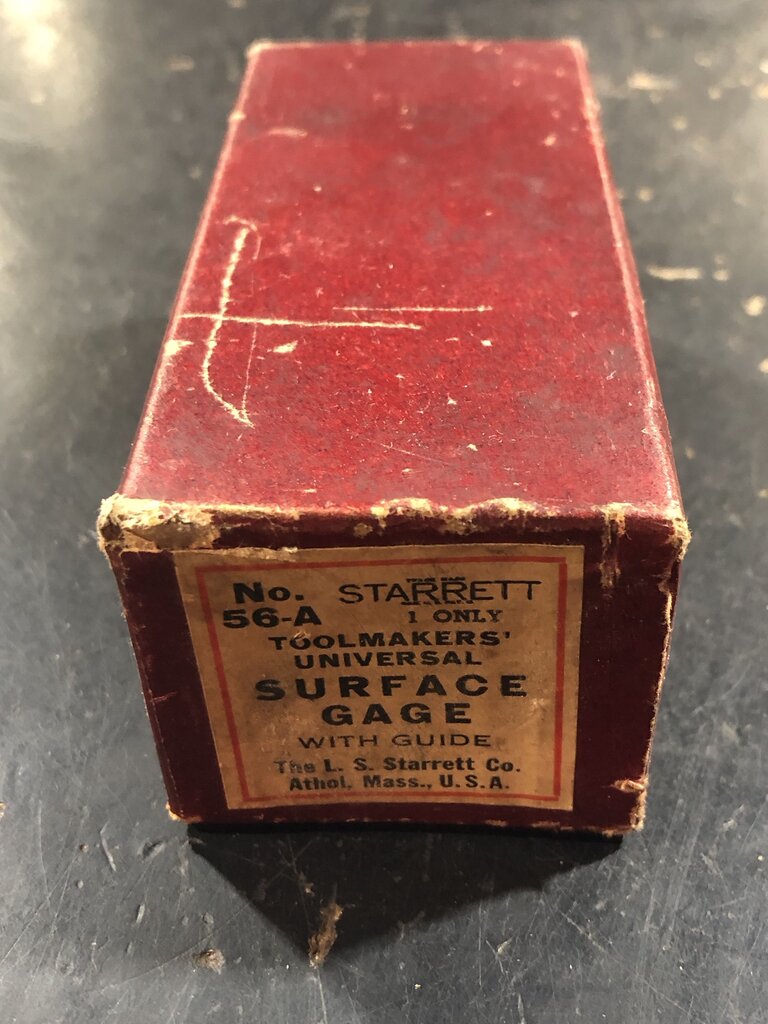 No. STARRETT
56-A 1 ONLY
TOOLMAKERS'
UNIVERSAL
SURFACE
GAGE
WITH GUIDE
The L. S. Starrett Co.
Athol, Mass., U.S.A.